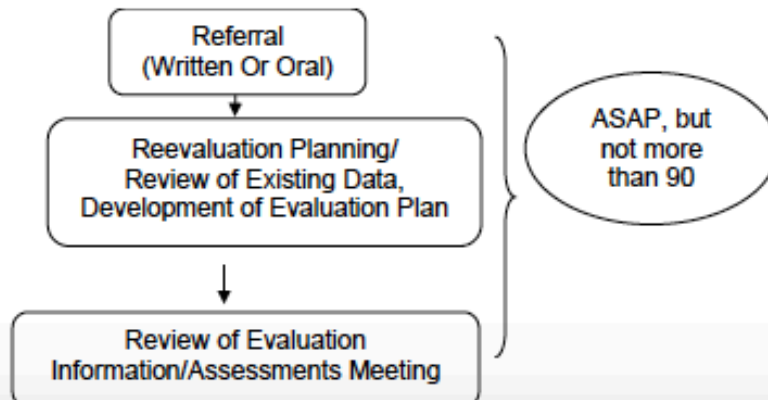 Referral
(Written Or Oral)
Reevaluation Planning/
Review of Existing Data,
Development of Evaluation Plan
Review of Evaluation
Information/Assessments Meeting
ASAP, but
not more
than 90